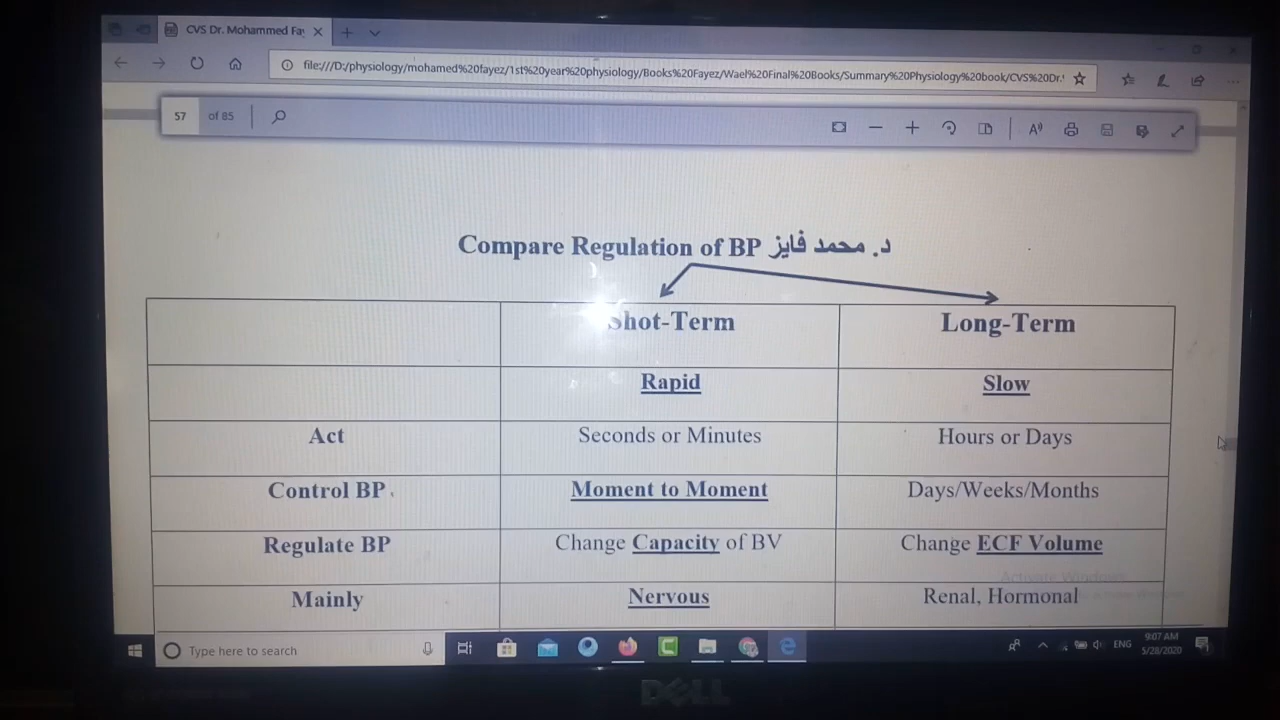 CVS Dr. Mohammed Fay
file:///D:/physiology/mohamed%20fayez/1st%20year%20physiology/Books%20Fayez/Wael%20Final%20Books/Summary%20Physiology%20book/CVS%20Dr.
57 of 85
Compare Regulation of BP د. محمد فايز
Shot-Term Long-Term
Rapid Slow
Act Seconds or Minutes Hours or Days
Control BP Moment to Moment Days/Weeks/Months
Regulate BP Change Capacity of BV Change ECF Volume
Activate Windows
Mainly Nervous Renal, Hormonal
Type here to search
ENG
9:07 AM
5/28/2020
DELL